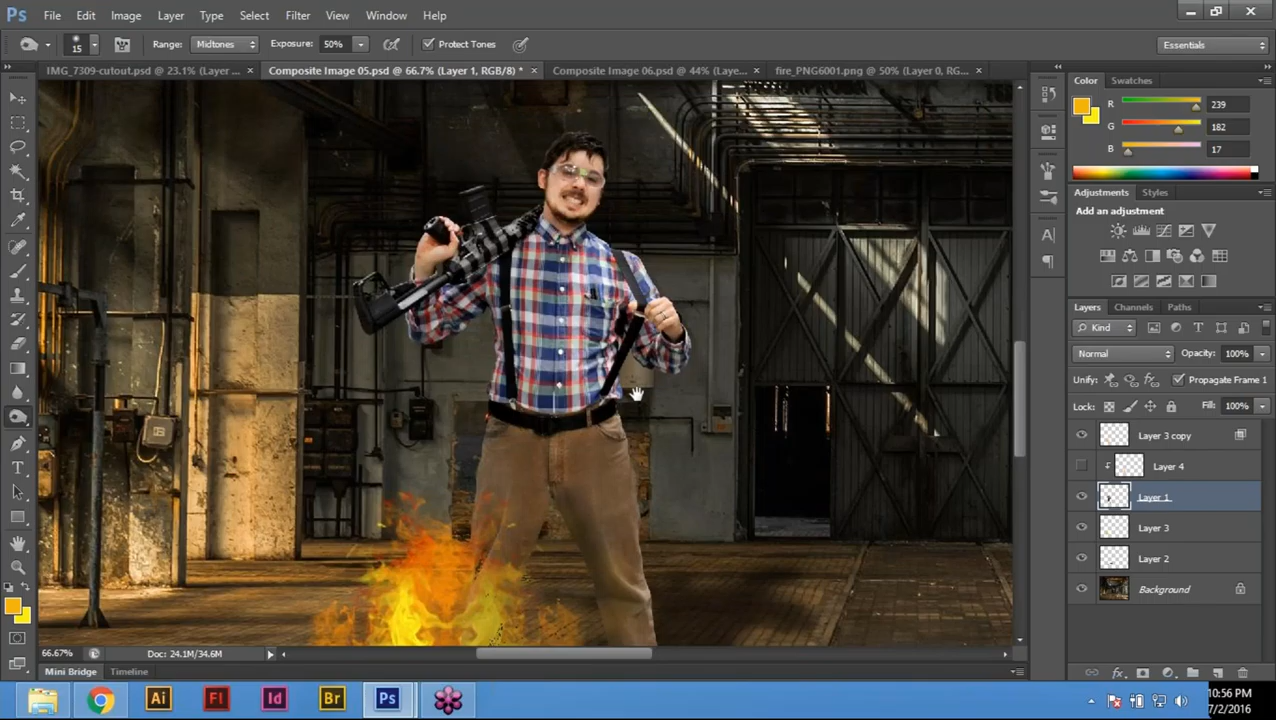 Ps File Edit Image Layer Type Select Filter View Window Help
15 Range: Midtones Exposure: 50% Protect Tones Essentials
IMG_7309-cutout.psd @ 23.1% (Layer ... × Composite Image 05.psd @ 66.7% (Layer 1, RGB/8) * × Composite Image 06.psd @ 44% (Layer... × fire_PNG6001.png @ 50% (Layer 0, RGB/8... ×
Color Swatches
R 239
G 182
B 17
Adjustments Styles
Add an adjustment
Layers Channels Paths
Kind
Normal Opacity: 100%
Unify: Propagate Frame 1
Lock: Fill: 100%
Layer 3 copy
Layer 4
Layer 1
Layer 3
Layer 2
Background
66.67% Doc: 24.1M/34.6M
Mini Bridge Timeline
Ai Fl Id Br Ps
10:56 PM
7/2/2016